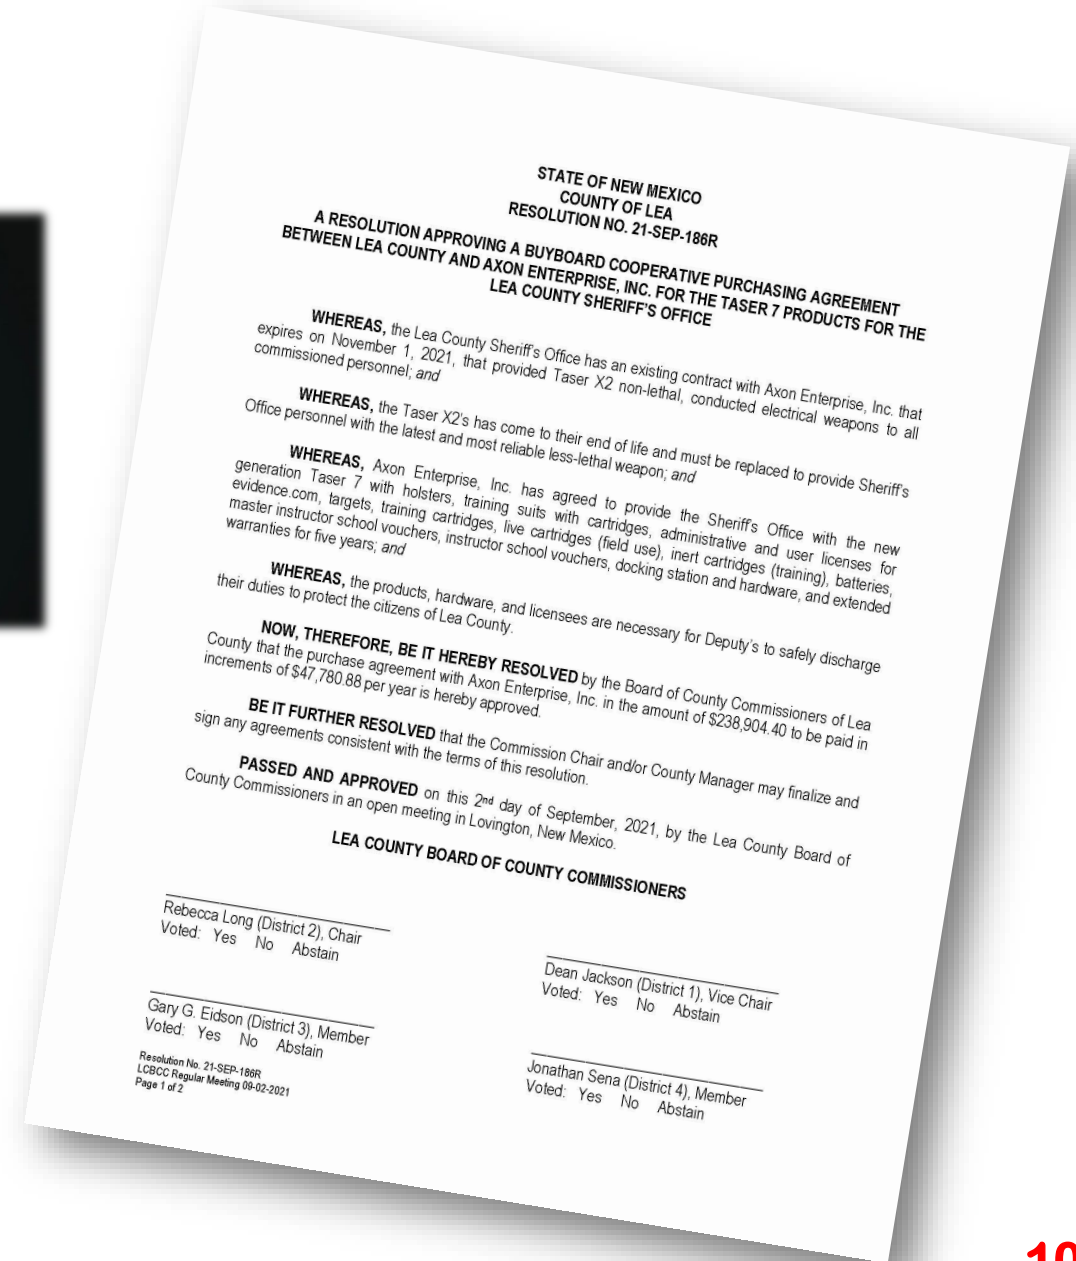 STATE OF NEW MEXICO
COUNTY OF LEA
RESOLUTION NO. 21-SEP-186R
A RESOLUTION APPROVING A BUYBOARD COOPERATIVE PURCHASING AGREEMENT
BETWEEN LEA COUNTY AND AXON ENTERPRISE, INC. FOR THE TASER 7 PRODUCTS FOR THE
LEA COUNTY SHERIFF'S OFFICE
WHEREAS, the Lea County Sheriff's Office has an existing contract with Axon Enterprise, Inc. that
expires on November 1, 2021, that provided Taser X2 non-lethal, conducted electrical weapons to all
commissioned personnel; and
WHEREAS, the Taser X2's has come to their end of life and must be replaced to provide Sheriff's
Office personnel with the latest and most reliable less-lethal weapon; and
WHEREAS, Axon Enterprise, Inc. has agreed to provide the Sheriff's Office with the new
generation Taser 7 with holsters, training suits with cartridges, administrative and user licenses for
evidence.com, targets, training cartridges, live cartridges (field use), inert cartridges (training), batteries,
master instructor school vouchers, instructor school vouchers, docking station and hardware, and extended
warranties for five years; and
WHEREAS, the products, hardware, and licensees are necessary for Deputy's to safely discharge
their duties to protect the citizens of Lea County.
NOW, THEREFORE, BE IT HEREBY RESOLVED by the Board of County Commissioners of Lea
County that the purchase agreement with Axon Enterprise, Inc. in the amount of $238,904.40 to be paid in
increments of $47,780.88 per year is hereby approved.
BE IT FURTHER RESOLVED that the Commission Chair and/or County Manager may finalize and
sign any agreements consistent with the terms of this resolution.
PASSED AND APPROVED on this 2nd day of September, 2021, by the Lea County Board of
County Commissioners in an open meeting in Lovington, New Mexico.
LEA COUNTY BOARD OF COUNTY COMMISSIONERS
Rebecca Long (District 2), Chair
Voted: Yes No Abstain
Dean Jackson (District 1), Vice Chair
Voted: Yes No Abstain
Gary G. Eidson (District 3), Member
Voted: Yes No Abstain
Jonathan Sena (District 4), Member
Voted: Yes No Abstain
Resolution No. 21-SEP-186R
LCBCC Regular Meeting 09-02-2021
Page 1 of 2